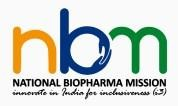 nbm
NATIONAL BIOPHARMA MISSION
innovate in India for inclusiveness (i3)